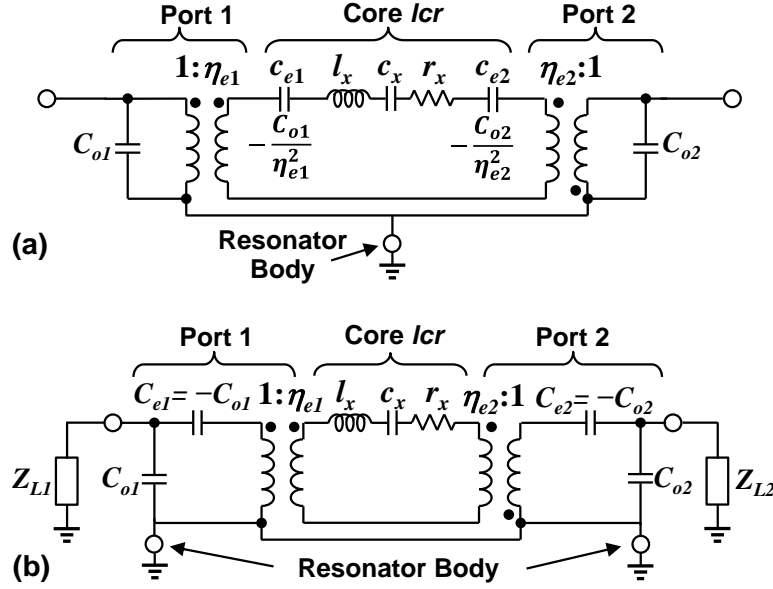 Port 1 Core lcr Port 2
1:ηe1 ce1 lx cx rx ce2 ηe2:1
Co1 −Co1/ηe1² −Co2/ηe2² Co2
Resonator
Body
(a)
Port 1 Core lcr Port 2
Ce1= −Co1 1:ηe1 lx cx rx ηe2:1 Ce2= −Co2
ZL1 Co1 Co2 ZL2
Resonator Body
(b)